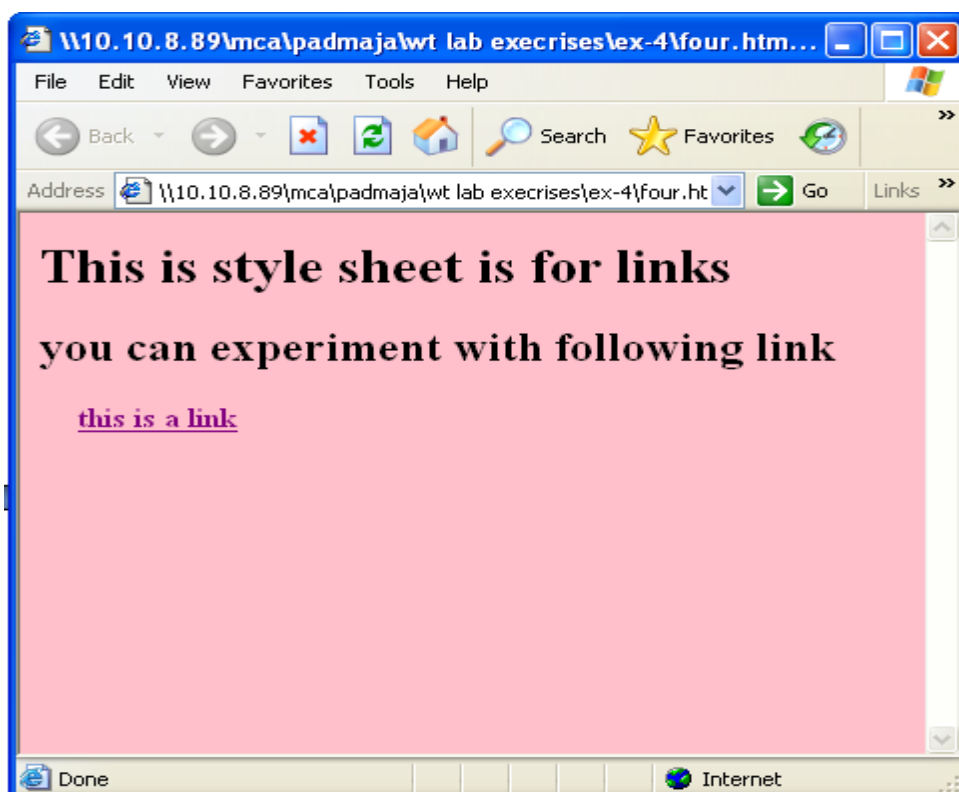 \\10.10.8.89\mca\padmaja\wt lab execrises\ex-4\four.htm...
File Edit View Favorites Tools Help
Back Search Favorites »
Address \\10.10.8.89\mca\padmaja\wt lab execrises\ex-4\four.ht Go Links »
This is style sheet is for links
you can experiment with following link
this is a link
Done Internet